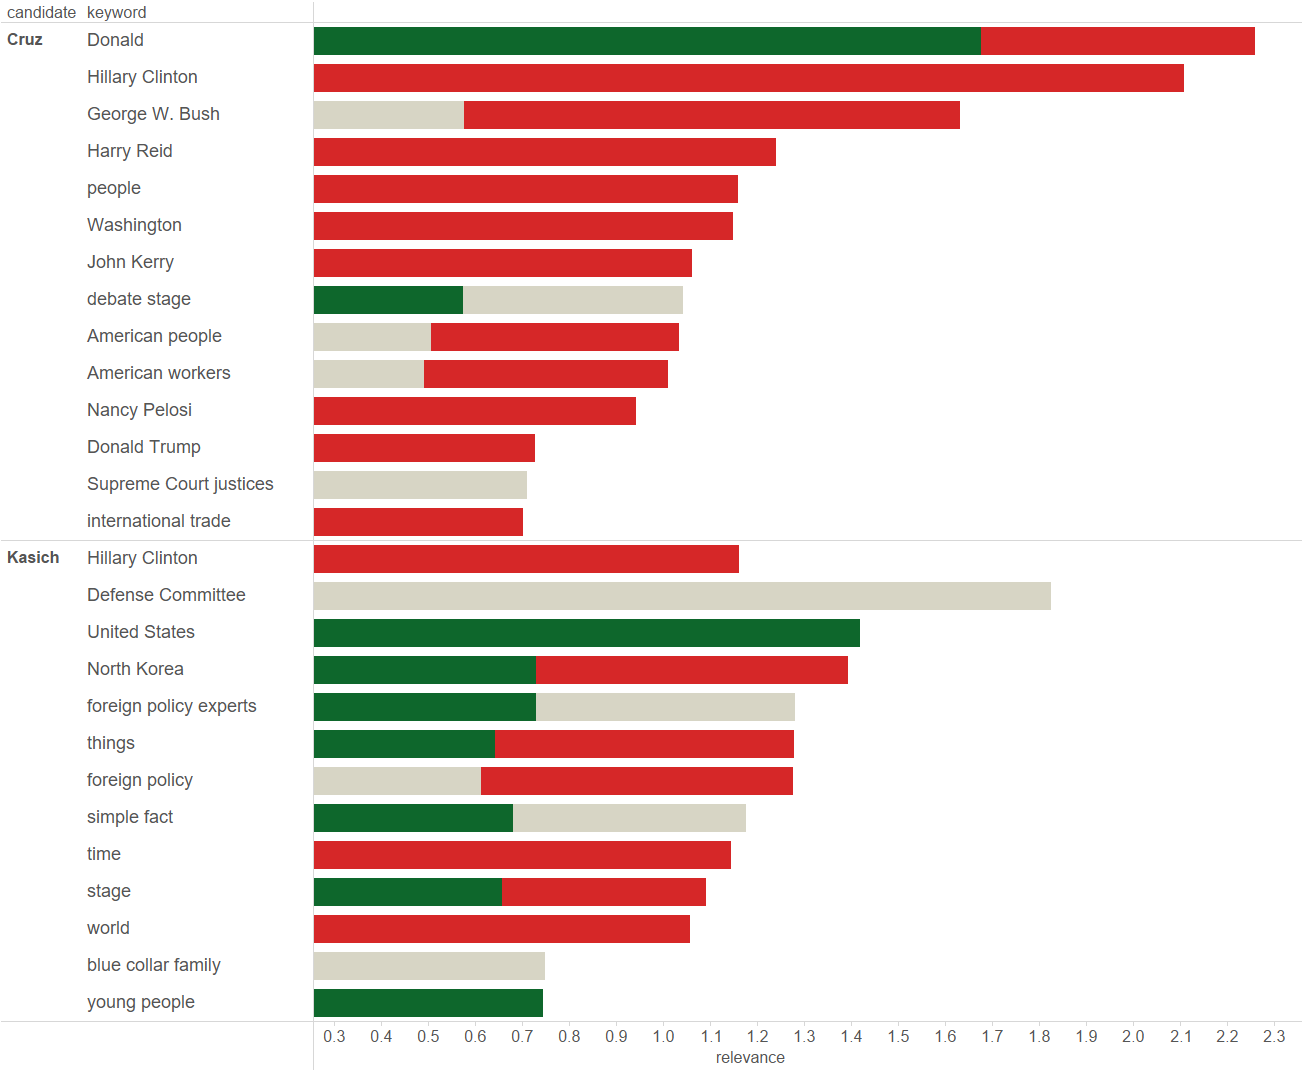 candidate keyword
Cruz Donald
Hillary Clinton
George W. Bush
Harry Reid
people
Washington
John Kerry
debate stage
American people
American workers
Nancy Pelosi
Donald Trump
Supreme Court justices
international trade
Kasich Hillary Clinton
Defense Committee
United States
North Korea
foreign policy experts
things
foreign policy
simple fact
time
stage
world
blue collar family
young people
0.3 0.4 0.5 0.6 0.7 0.8 0.9 1.0 1.1 1.2 1.3 1.4 1.5 1.6 1.7 1.8 1.9 2.0 2.1 2.2 2.3
relevance